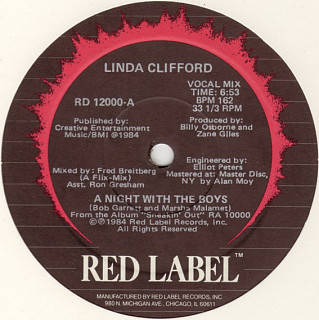 LINDA CLIFFORD
RD 12000-A
VOCAL MIX
TIME: 6:53
BPM 162
33 1/3 RPM
Published by:
Creative Entertainment
Music/BMI @1984
Produced by:
Billy Osborne and
Zane Giles
Mixed by: Fred Breitberg
(A Flix-Mix)
Asst. Ron Gresham
Engineered by:
Elliot Peters
Mastered at: Master Disc,
NY by Alan Moy
A NIGHT WITH THE BOYS
(Bob Garrett and Marsha Malamet)
From the Album "Sneakin' Out" RA 10000
©℗1984 Red Label Records, Inc.
All Rights Reserved
RED LABEL™
MANUFACTURED BY RED LABEL RECORDS, INC
980 N. MICHIGAN AVE., CHICAGO, IL 60611